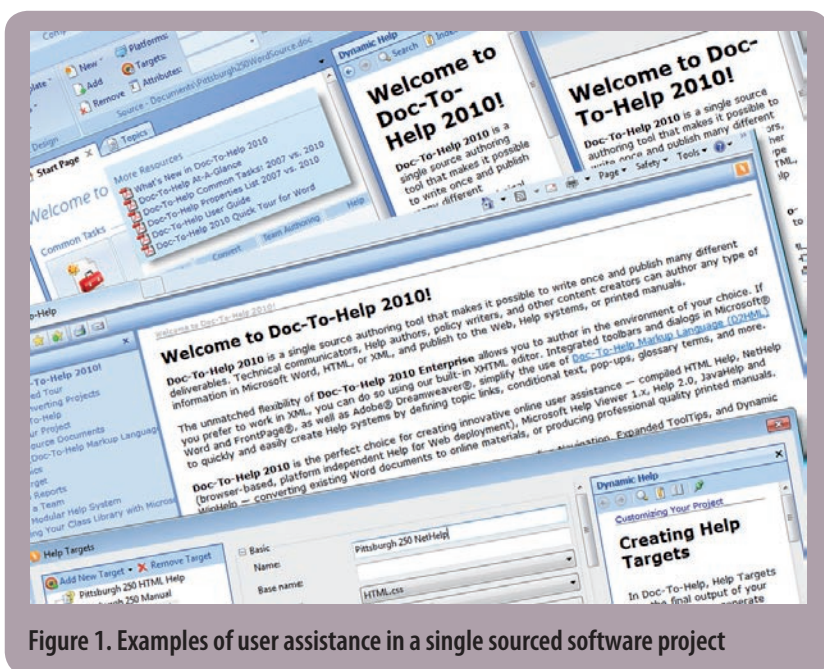 New
Add
Remove
Platforms:
Targets:
Attributes:
Source - Documents\Pittsburgh250WordSource.doc
Design
Start Page
Topics
Welcome to
Common Tasks
More Resources
What's New in Doc-To-Help 2010
Doc-To-Help At-A-Glance
Doc-To-Help Common Tasks: 2007 vs. 2010
Doc-To-Help Properties List 2007 vs. 2010
Doc-To-Help User Guide
Doc-To-Help 2010 Quick Tour for Word
Convert
Team Authoring
Help
Dynamic Help
Search
Welcome to
Doc-To-
Help 2010!
Doc-To-Help 2010 is a
single source authoring
tool that makes it possible
to write once and publish
many different
Welcome to Doc-
To-Help 2010!
Doc-To-Help 2010 is a single source
authoring tool that makes it possible to
write once and publish many different
Page
Safety
Tools
Welcome to Doc-To-Help 2010!
Welcome to Doc-To-Help 2010!
Doc-To-Help 2010 is a single source authoring tool that makes it possible to write once and publish many different
deliverables. Technical communicators, Help authors, policy writers, and other content creators can author any type of
information in Microsoft Word, HTML, or XML, and publish to the Web, Help systems, or printed manuals.
The unmatched flexibility of Doc-To-Help 2010 Enterprise allows you to author in the environment of your choice. If
you prefer to work in XML, you can do so using our built-in XHTML editor. Integrated toolbars and dialogs in Microsoft®
Word and FrontPage®, as well as Adobe® Dreamweaver®, simplify the use of Doc-To-Help Markup Language (D2HML)
to quickly and easily create Help systems by defining topic links, conditional text, pop-ups, glossary terms, and more.
Doc-To-Help 2010 is the perfect choice for creating innovative online user assistance — compiled HTML Help, NetHelp
(browser-based, platform independent Help for Web deployment), Microsoft Help Viewer 1.x, Help 2.0, JavaHelp and
WinHelp — converting existing Word documents to online materials, or producing professional quality printed manuals.
Navigation, Expanded ToolTips, and Dynamic
Help Targets
Add New Target
Remove Target
Pittsburgh 250 HTML Help
250 Manual
Basic
Name:
Pittsburgh 250 NetHelp
Base name:
HTML.css
Dynamic Help
Customizing Your Project
Creating Help
Targets
In Doc-To-Help, Help Targets
final output of your
Figure 1. Examples of user assistance in a single sourced software project